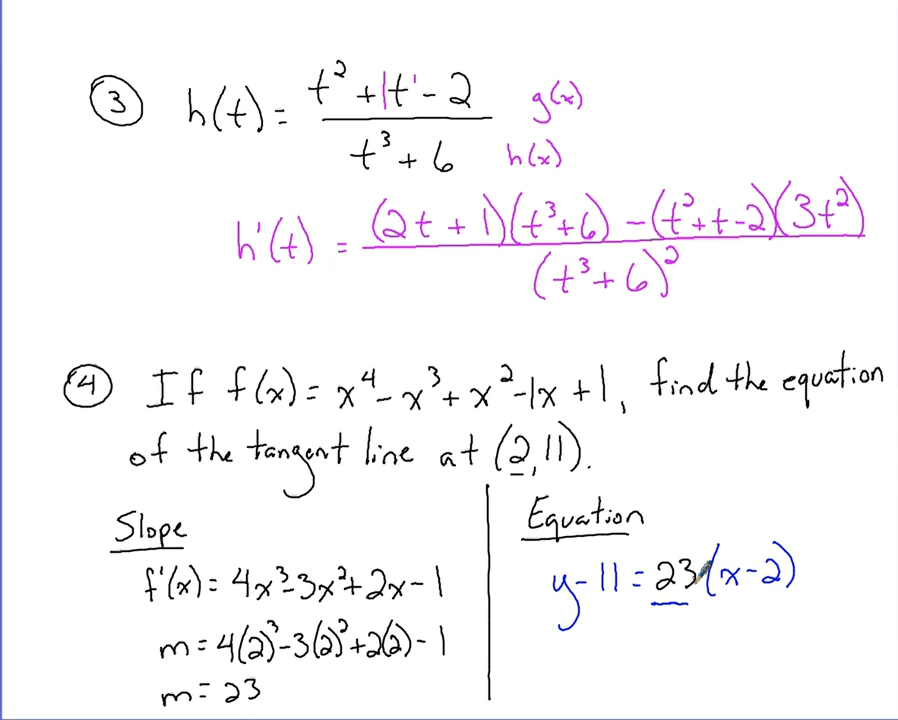 ③ h(t) = (t² + 1t' - 2)/(t³ + 6)
g(x)
h(x)
h'(t) = ((2t + 1)(t³ + 6) - (t² + t - 2)(3t²))/(t³ + 6)²
④ If f(x) = x⁴ - x³ + x² - 1x + 1, find the equation
of the tangent line at (2, 11).
Slope
f'(x) = 4x³ - 3x² + 2x - 1
m = 4(2)³ - 3(2)² + 2(2) - 1
m = 23
Equation
y - 11 = 23(x - 2)